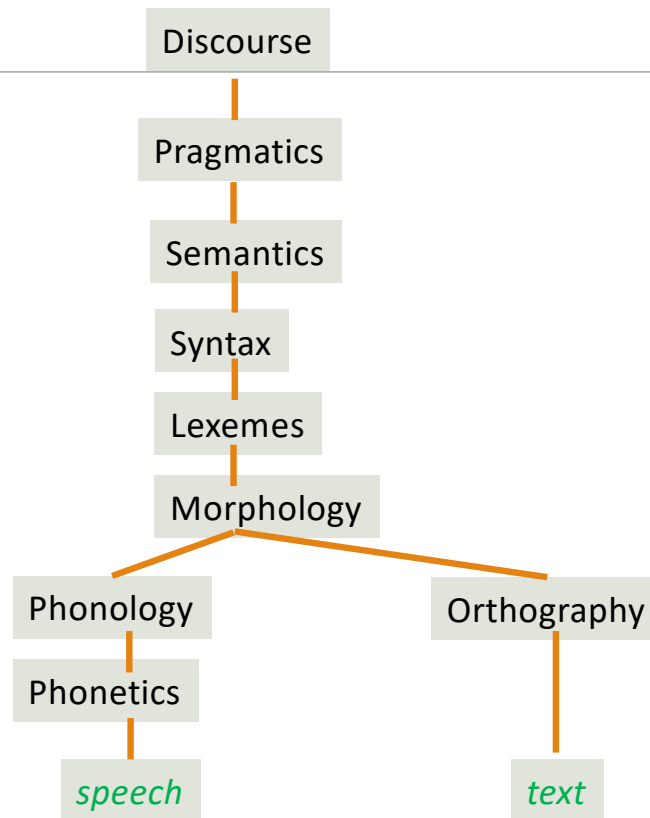 Discourse
Pragmatics
Semantics
Syntax
Lexemes
Morphology
Phonology
Orthography
Phonetics
speech
text